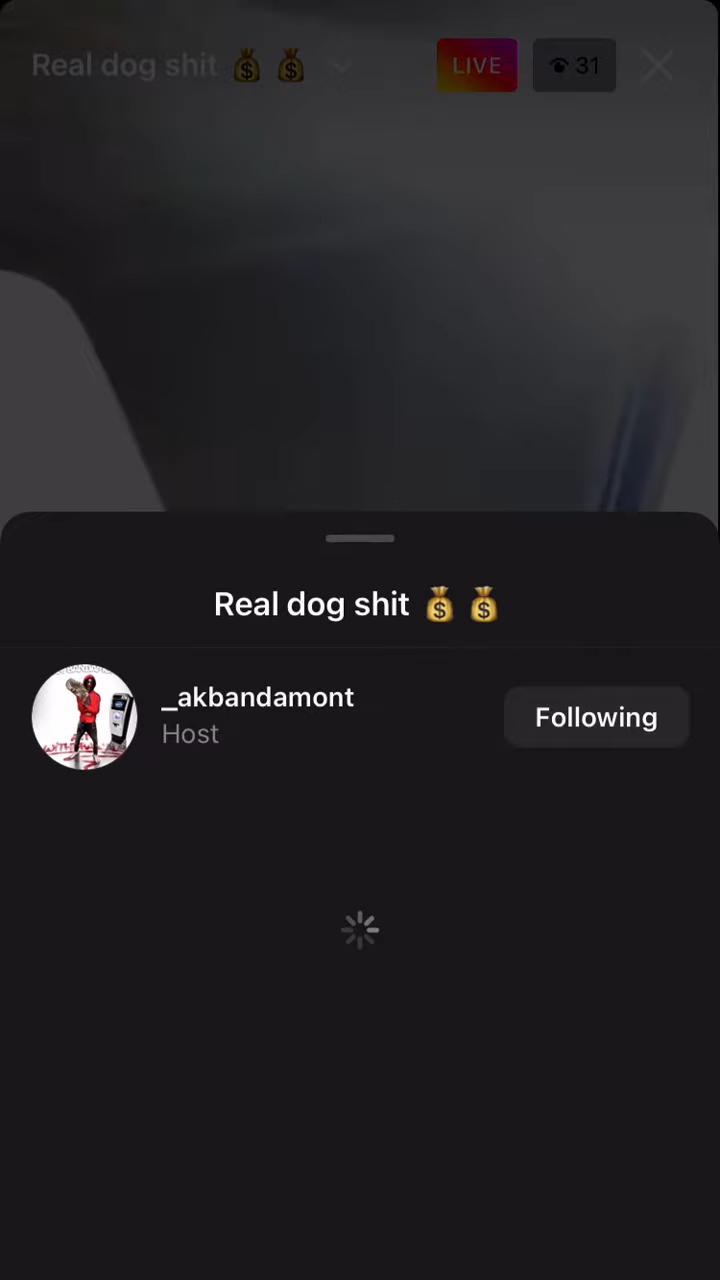 Real dog shit 💰 💰
LIVE
31
Real dog shit 💰 💰
_akbandamont
Host
Following